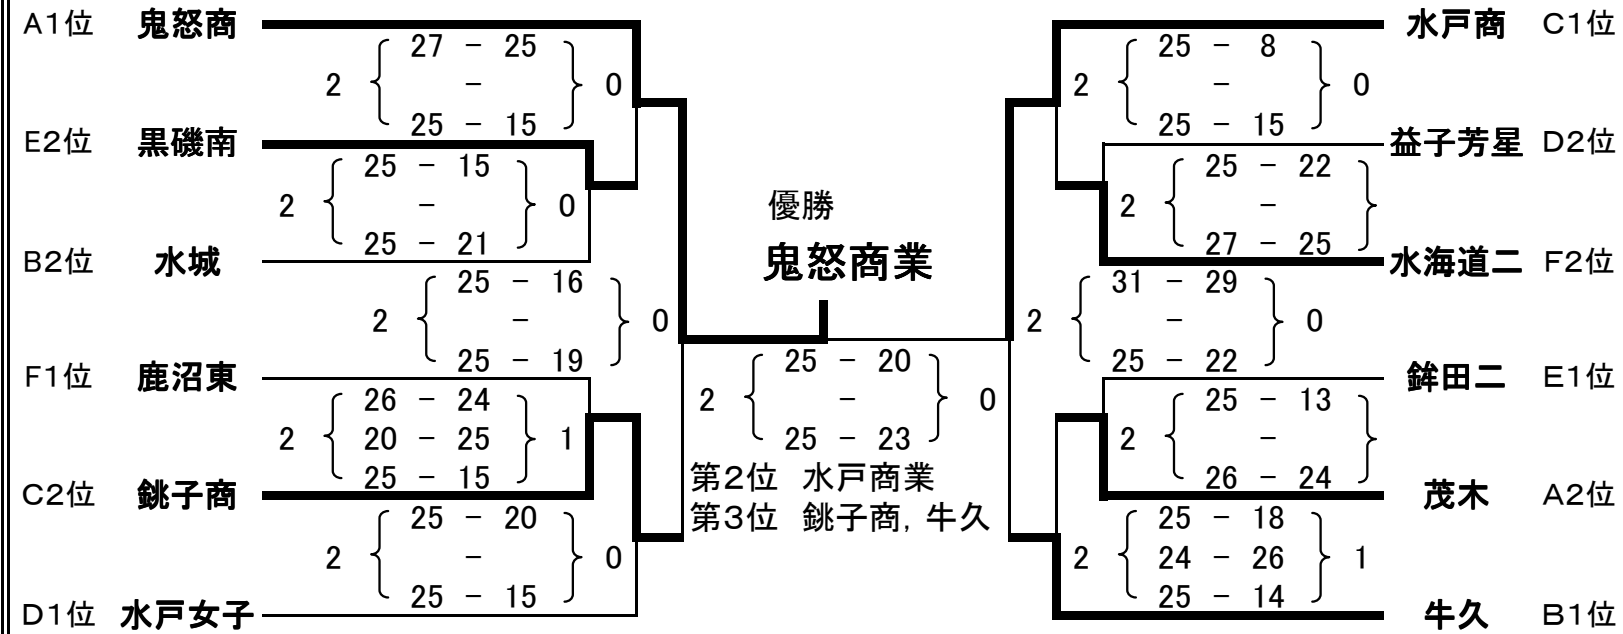 A1位 鬼怒商
27 - 25
2 - 0
25 - 15
E2位 黒磯南
25 - 15
2 - 0
25 - 21
B2位 水城
25 - 16
2 - 0
25 - 19
F1位 鹿沼東
26 - 24
2 20 - 25 1
25 - 15
C2位 銚子商
25 - 20
2 - 0
25 - 15
D1位 水戸女子
優勝
鬼怒商業
25 - 20
2 - 0
25 - 23
第2位 水戸商業
第3位 銚子商, 牛久
水戸商 C1位
25 - 8
2 - 0
25 - 15
益子芳星 D2位
25 - 22
2 -
27 - 25
水海道二 F2位
31 - 29
2 - 0
25 - 22
鉾田二 E1位
25 - 13
2 -
26 - 24
茂木 A2位
25 - 18
2 24 - 26 1
25 - 14
牛久 B1位